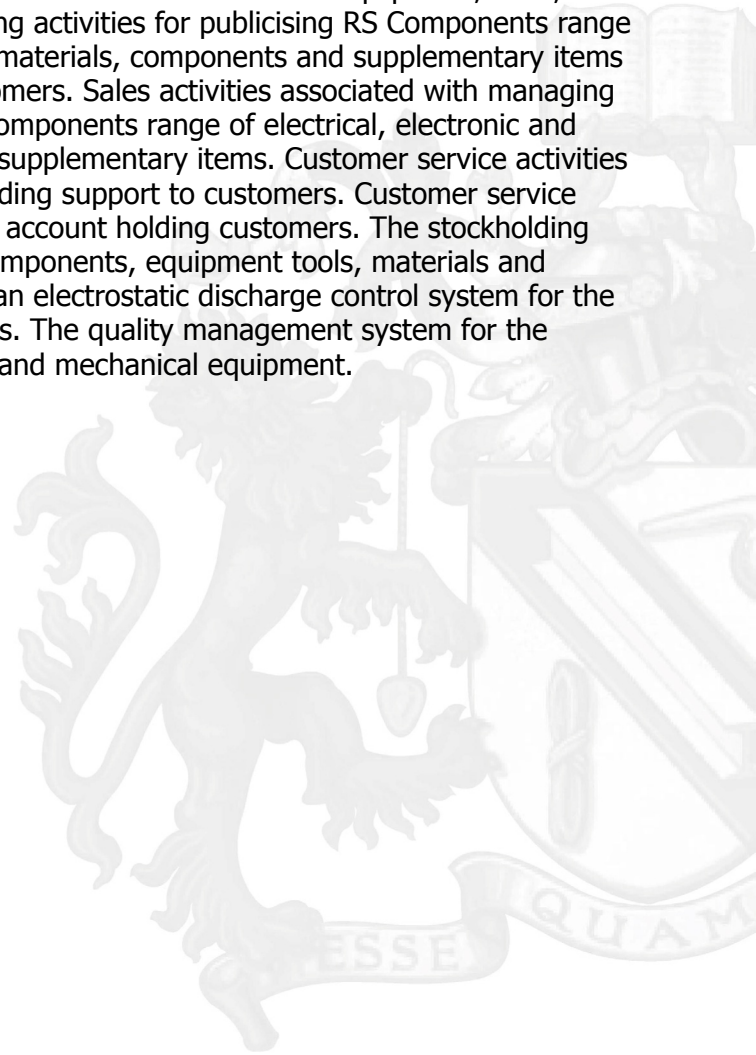 ng activities for publicising RS Components range
materials, components and supplementary items
omers. Sales activities associated with managing
omponents range of electrical, electronic and
supplementary items. Customer service activities
ding support to customers. Customer service
account holding customers. The stockholding
mponents, equipment tools, materials and
an electrostatic discharge control system for the
s. The quality management system for the
and mechanical equipment.
ESSE
QUAM